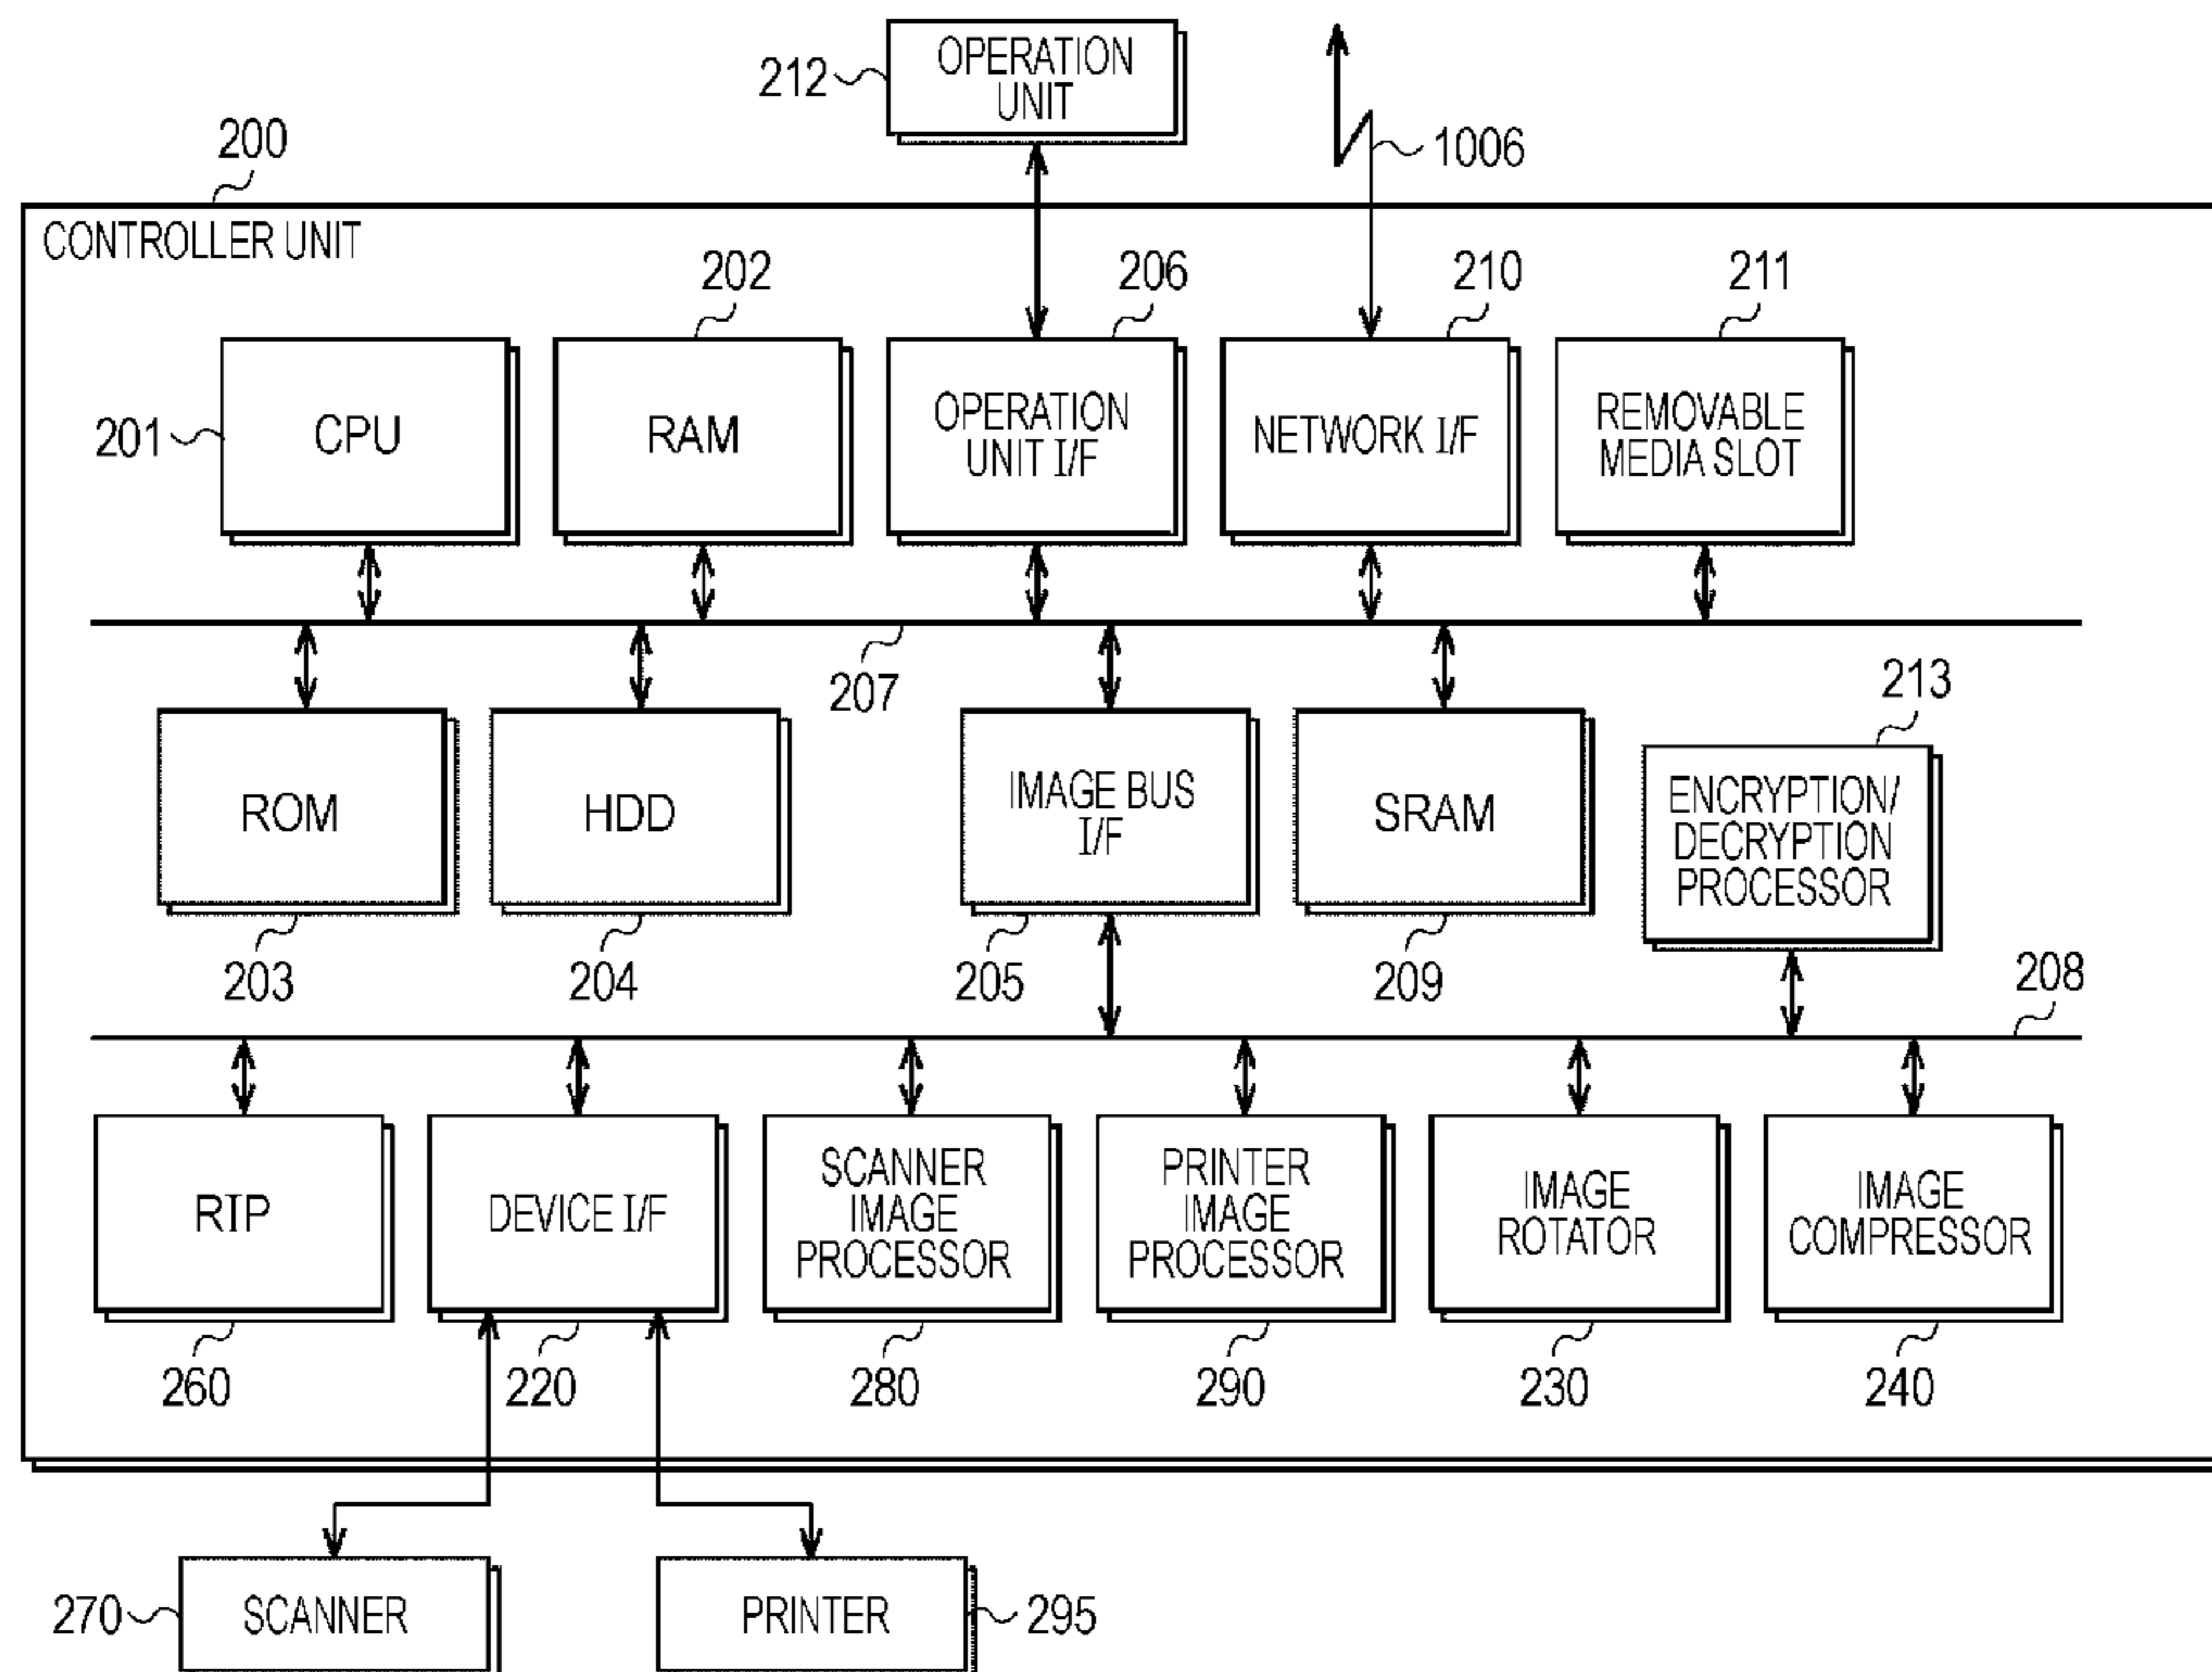 OPERATION
UNIT
212
1006
200
CONTROLLER UNIT
202
206
210
211
201
CPU
RAM
OPERATION
UNIT I/F
NETWORK I/F
REMOVABLE
MEDIA SLOT
207
213
ROM
HDD
IMAGE BUS
I/F
SRAM
ENCRYPTION/
DECRYPTION
PROCESSOR
203
204
205
209
208
RIP
DEVICE I/F
SCANNER
IMAGE
PROCESSOR
PRINTER
IMAGE
PROCESSOR
IMAGE
ROTATOR
IMAGE
COMPRESSOR
260
220
280
290
230
240
270
SCANNER
PRINTER
295